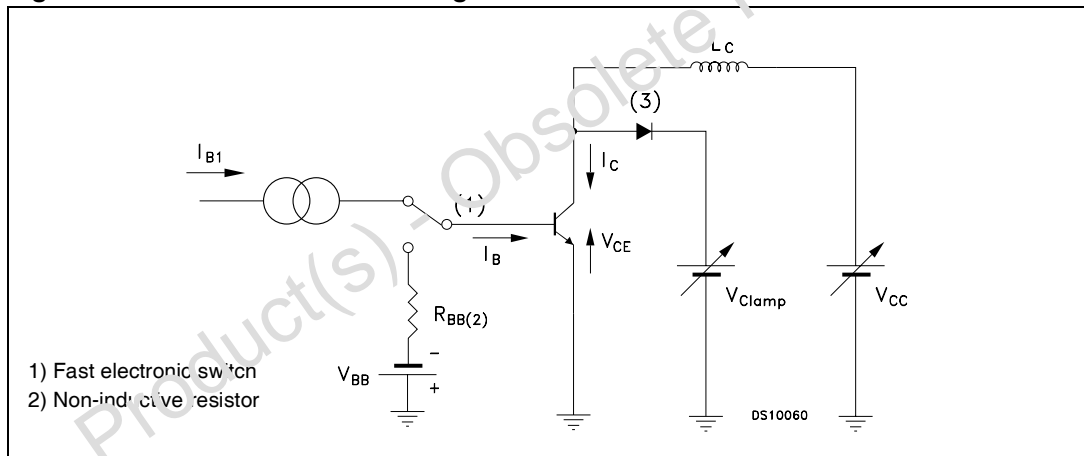 L_C
(3)
I_B1
I_C
(1)
I_B
V_CE
R_BB(2)
V_Clamp
V_CC
V_BB
-
+
1) Fast electronic switch
2) Non-inductive resistor
DS10060
Product(s) - Obsolete